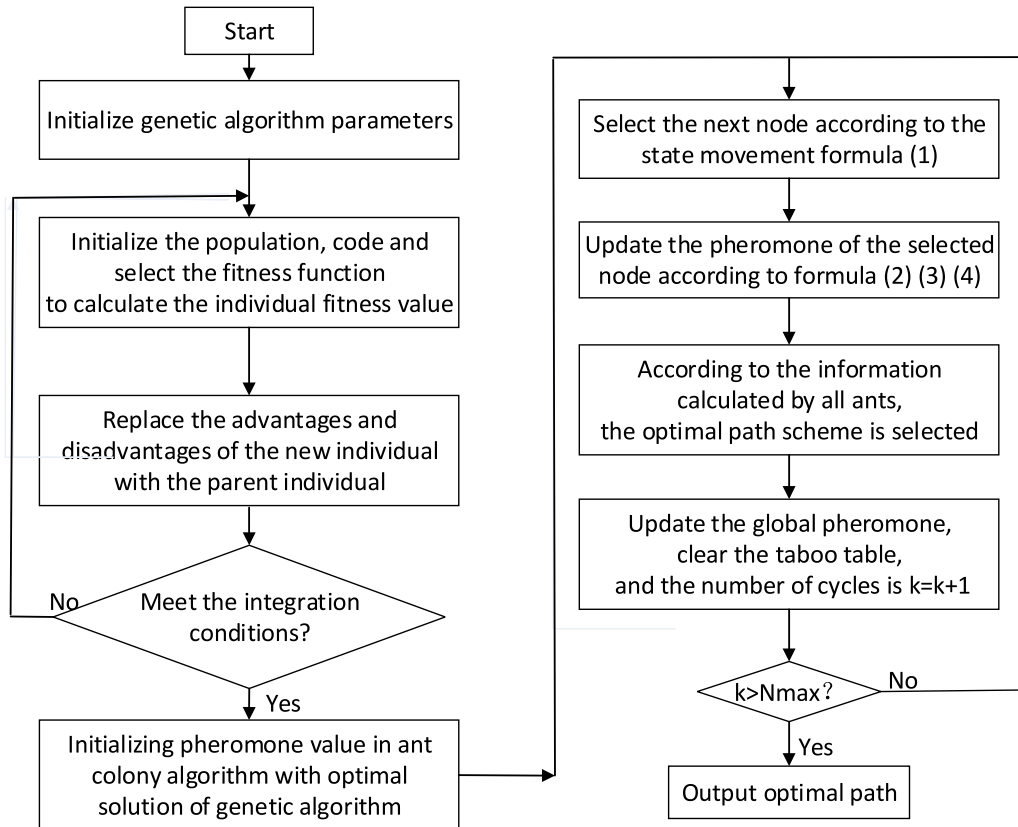 Start
Initialize genetic algorithm parameters
Initialize the population, code and
select the fitness function
to calculate the individual fitness value
Replace the advantages and
disadvantages of the new individual
with the parent individual
No
Meet the integration
conditions?
Yes
Initializing pheromone value in ant
colony algorithm with optimal
solution of genetic algorithm
Select the next node according to the
state movement formula (1)
Update the pheromone of the selected
node according to formula (2) (3) (4)
According to the information
calculated by all ants,
the optimal path scheme is selected
Update the global pheromone,
clear the taboo table,
and the number of cycles is k=k+1
k>Nmax？
No
Yes
Output optimal path